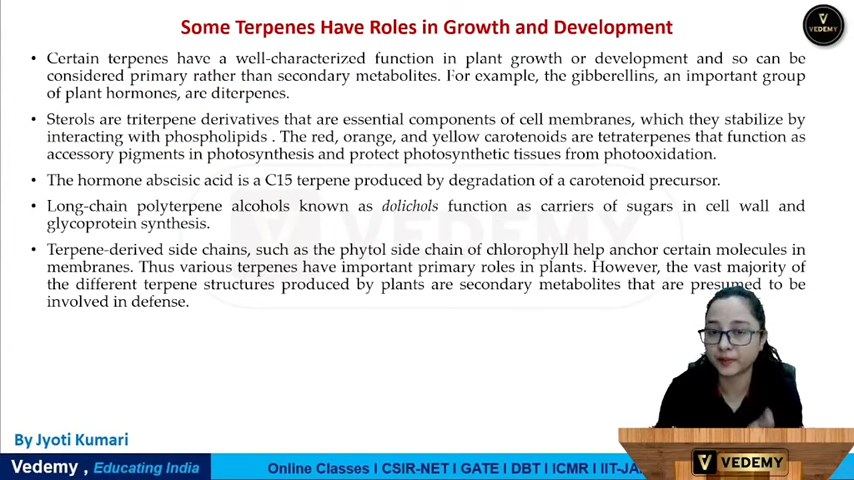 Some Terpenes Have Roles in Growth and Development
VEDEMY
• Certain terpenes have a well-characterized function in plant growth or development and so can be
considered primary rather than secondary metabolites. For example, the gibberellins, an important group
of plant hormones, are diterpenes.
• Sterols are triterpene derivatives that are essential components of cell membranes, which they stabilize by
interacting with phospholipids . The red, orange, and yellow carotenoids are tetraterpenes that function as
accessory pigments in photosynthesis and protect photosynthetic tissues from photooxidation.
• The hormone abscisic acid is a C15 terpene produced by degradation of a carotenoid precursor.
• Long-chain polyterpene alcohols known as dolichols function as carriers of sugars in cell wall and
glycoprotein synthesis.
• Terpene-derived side chains, such as the phytol side chain of chlorophyll help anchor certain molecules in
membranes. Thus various terpenes have important primary roles in plants. However, the vast majority of
the different terpene structures produced by plants are secondary metabolites that are presumed to be
involved in defense.
VEDEMY
By Jyoti Kumari
Vedemy , Educating India
Online Classes I CSIR-NET I GATE I DBT I ICMR I IIT-JA
VEDEMY